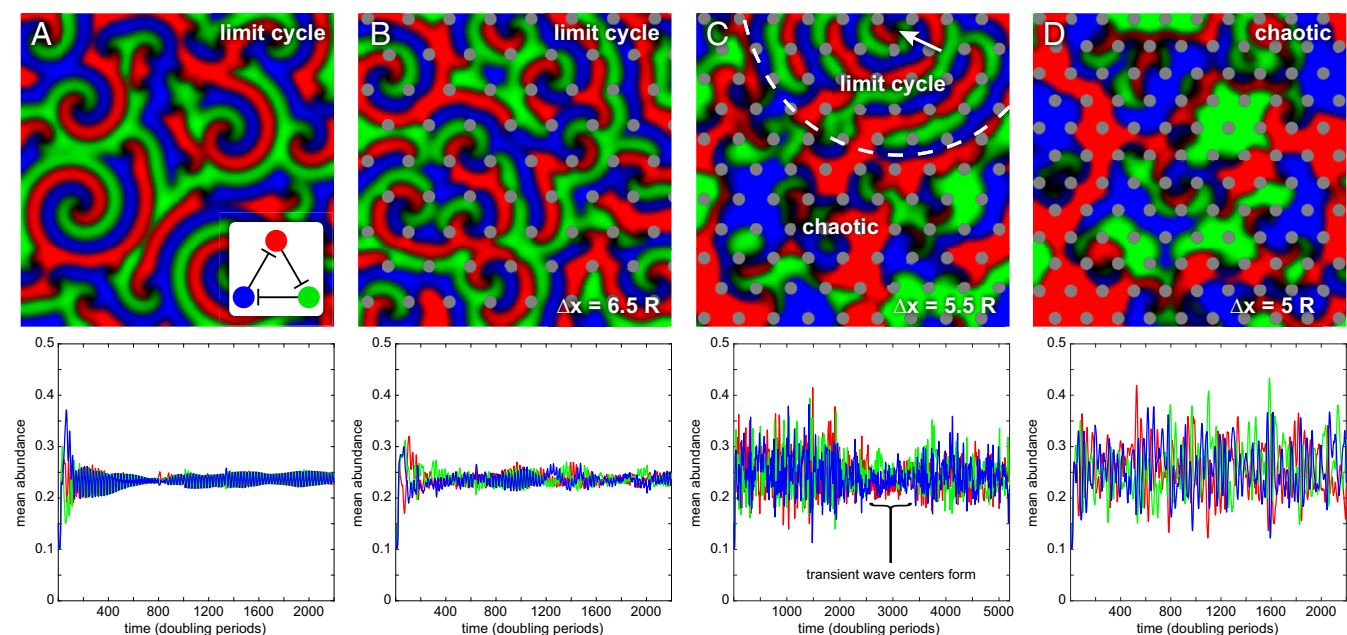 A limit cycle
B limit cycle
Δx = 6.5 R
C
limit cycle
chaotic
Δx = 5.5 R
D chaotic
Δx = 5 R
mean abundance
0.5
0.4
0.3
0.2
0.1
0
400 800 1200 1600 2000
time (doubling periods)
mean abundance
0.5
0.4
0.3
0.2
0.1
0
400 800 1200 1600 2000
time (doubling periods)
mean abundance
0.5
0.4
0.3
0.2
0.1
0
transient wave centers form
1000 2000 3000 4000 5000
time (doubling periods)
mean abundance
0.5
0.4
0.3
0.2
0.1
0
400 800 1200 1600 2000
time (doubling periods)